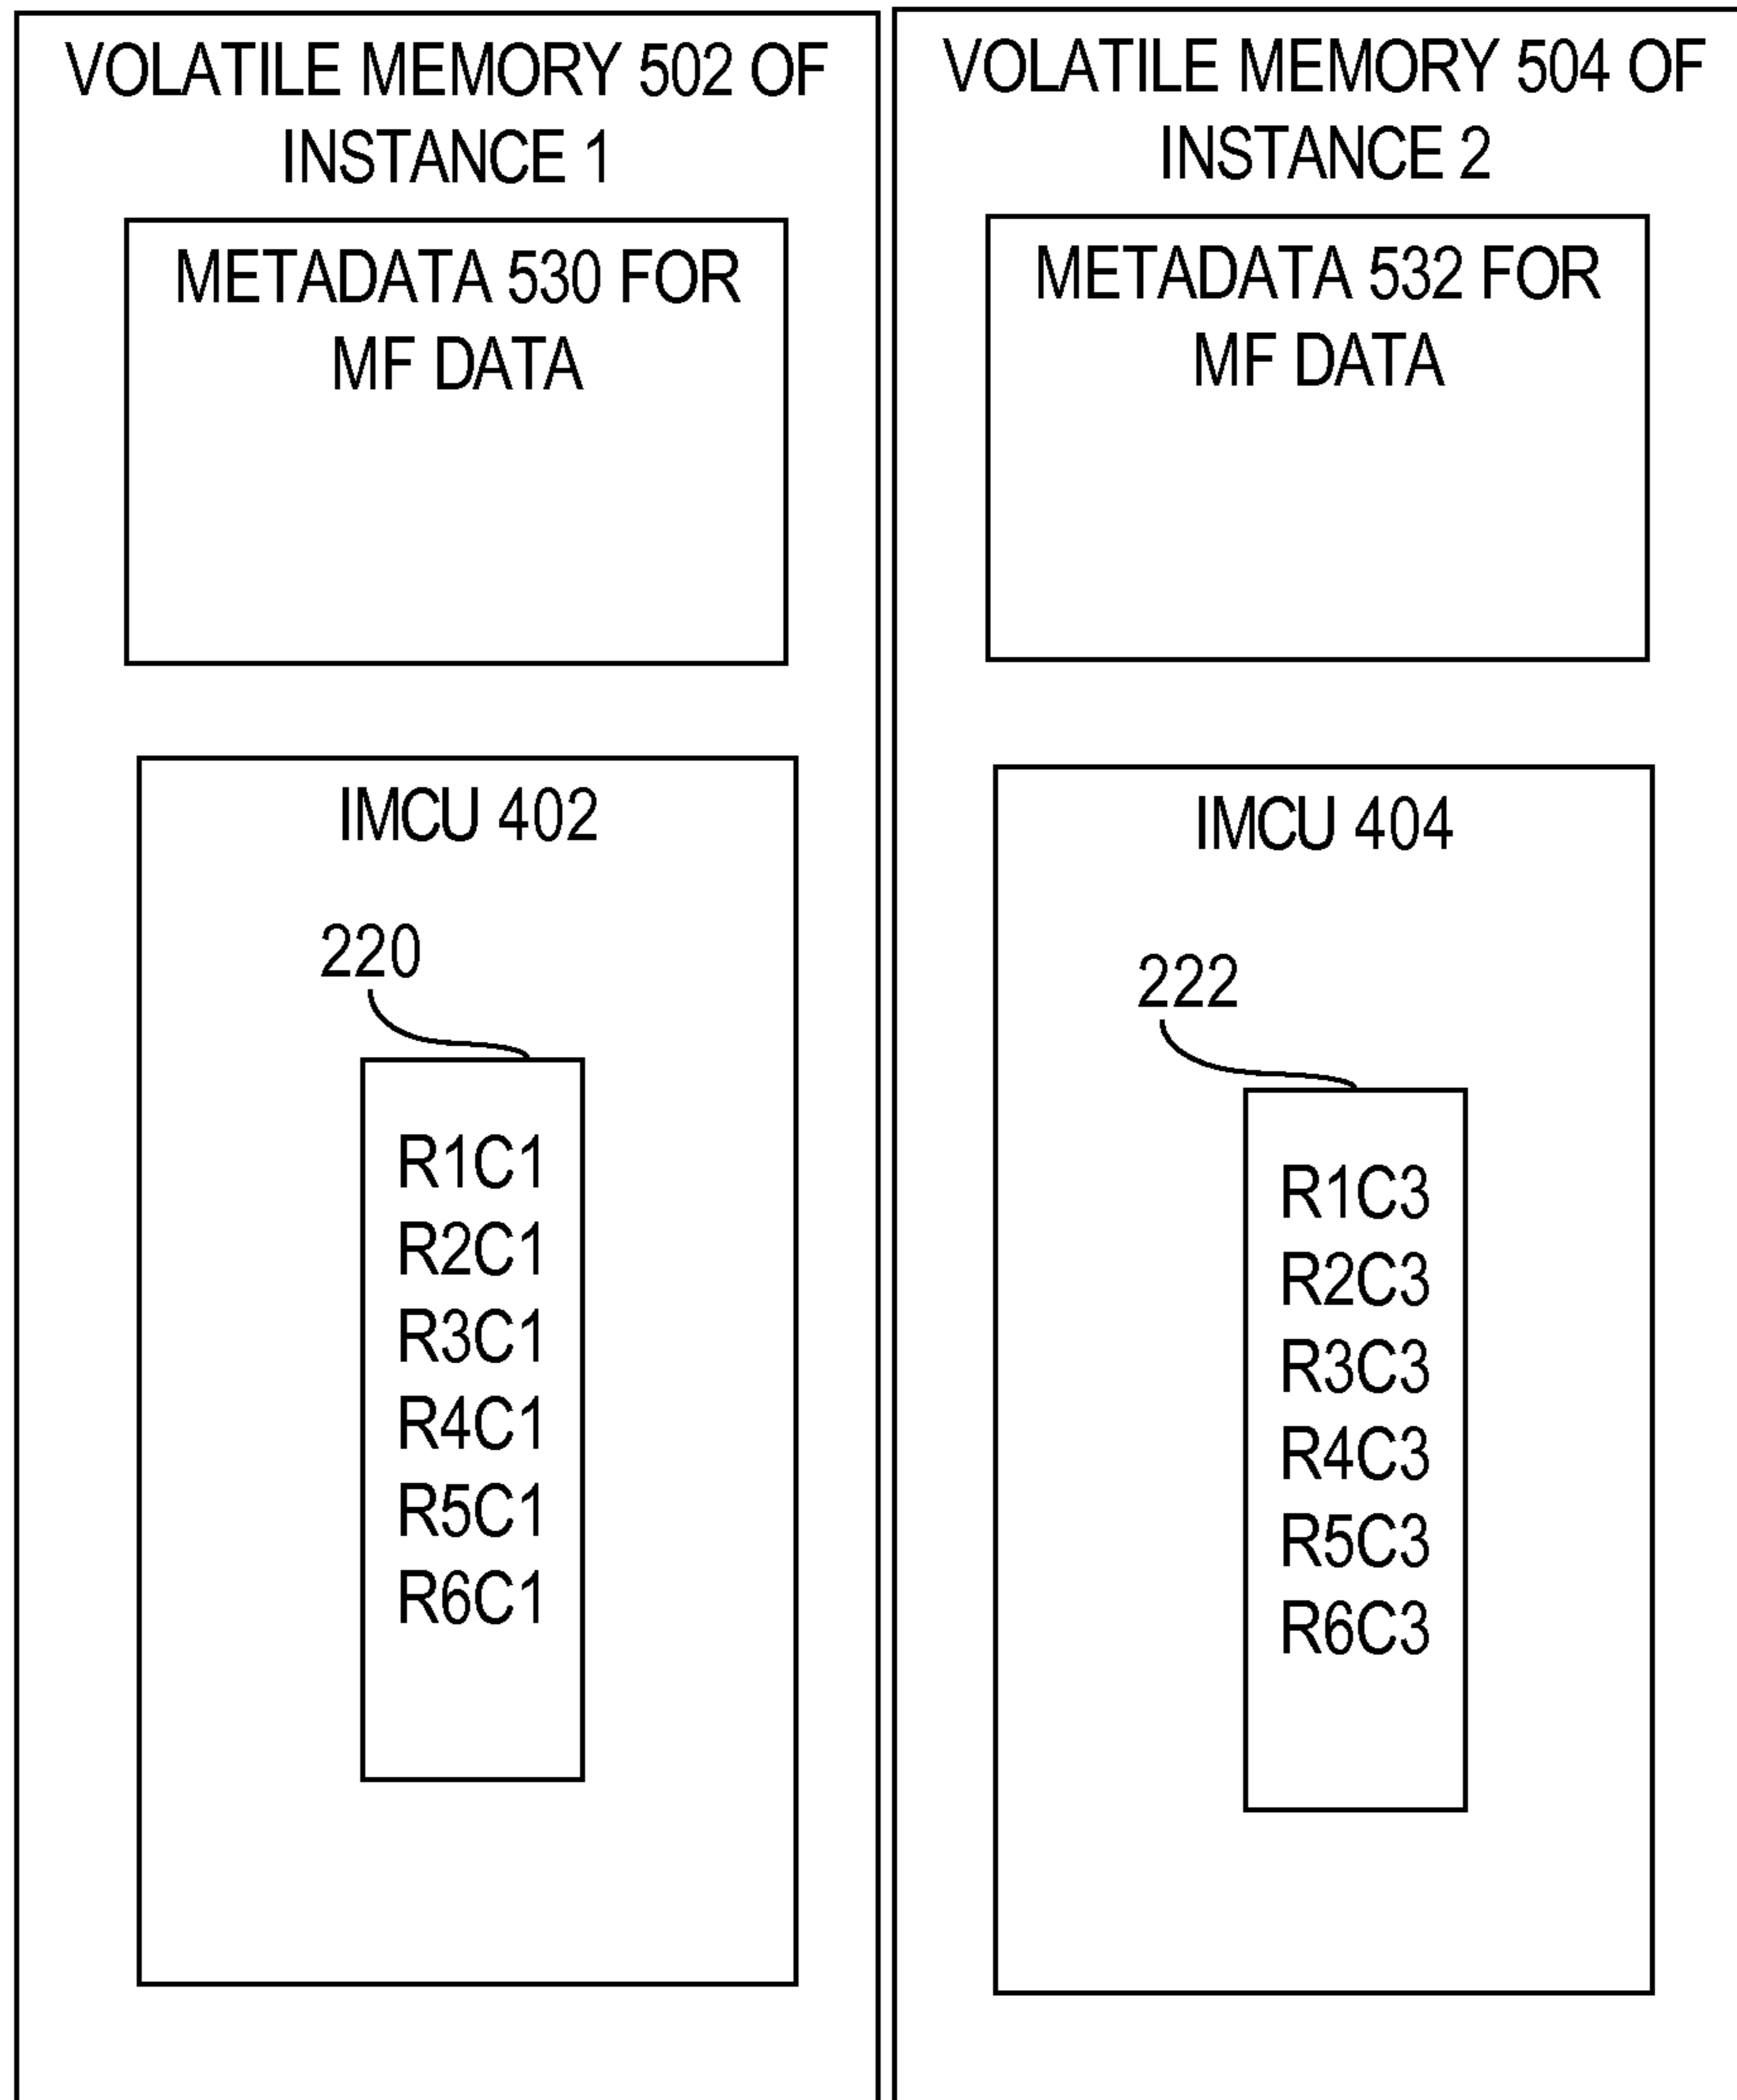 VOLATILE MEMORY 502 OF
INSTANCE 1
METADATA 530 FOR
MF DATA
IMCU 402
220
R1C1
R2C1
R3C1
R4C1
R5C1
R6C1
VOLATILE MEMORY 504 OF
INSTANCE 2
METADATA 532 FOR
MF DATA
IMCU 404
222
R1C3
R2C3
R3C3
R4C3
R5C3
R6C3